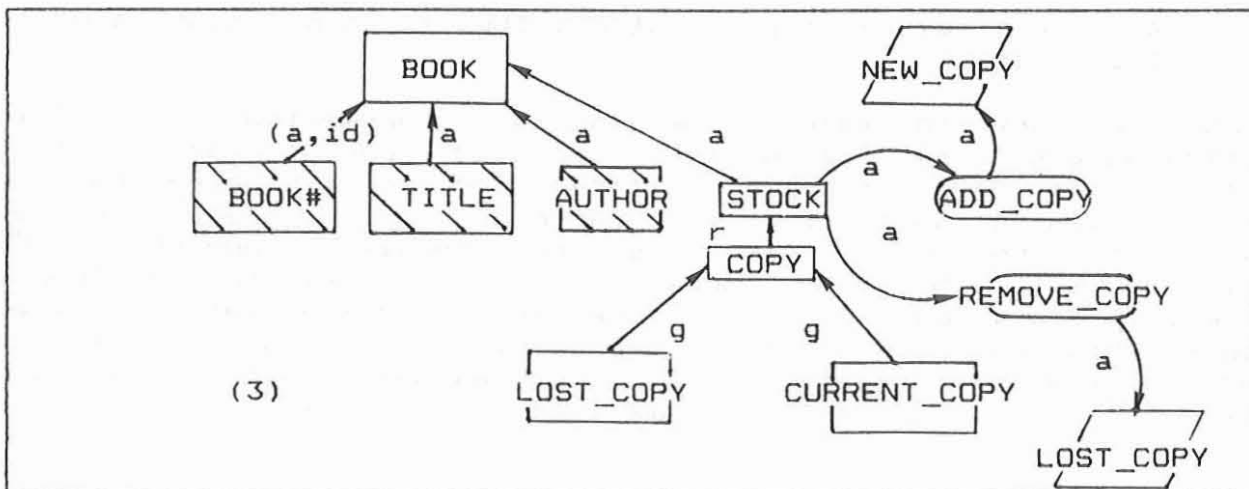 BOOK
NEW_COPY
(a,id)
a
a
a
a
a
BOOK#
TITLE
AUTHOR
STOCK
ADD_COPY
r
a
COPY
REMOVE_COPY
g
g
a
(3)
LOST_COPY
CURRENT_COPY
LOST_COPY